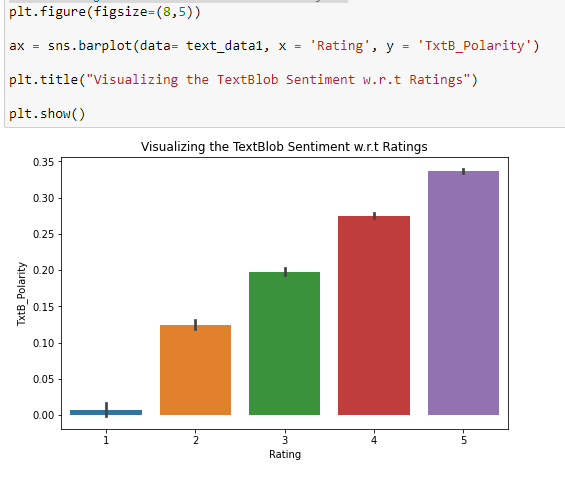 plt.figure(figsize=(8,5))
ax = sns.barplot(data= text_data1, x = 'Rating', y = 'TxtB_Polarity')
plt.title("Visualizing the TextBlob Sentiment w.r.t Ratings")
plt.show()
Visualizing the TextBlob Sentiment w.r.t Ratings
0.35
0.30
0.25
0.20
0.15
0.10
0.05
0.00
TxtB_Polarity
1 2 3 4 5
Rating